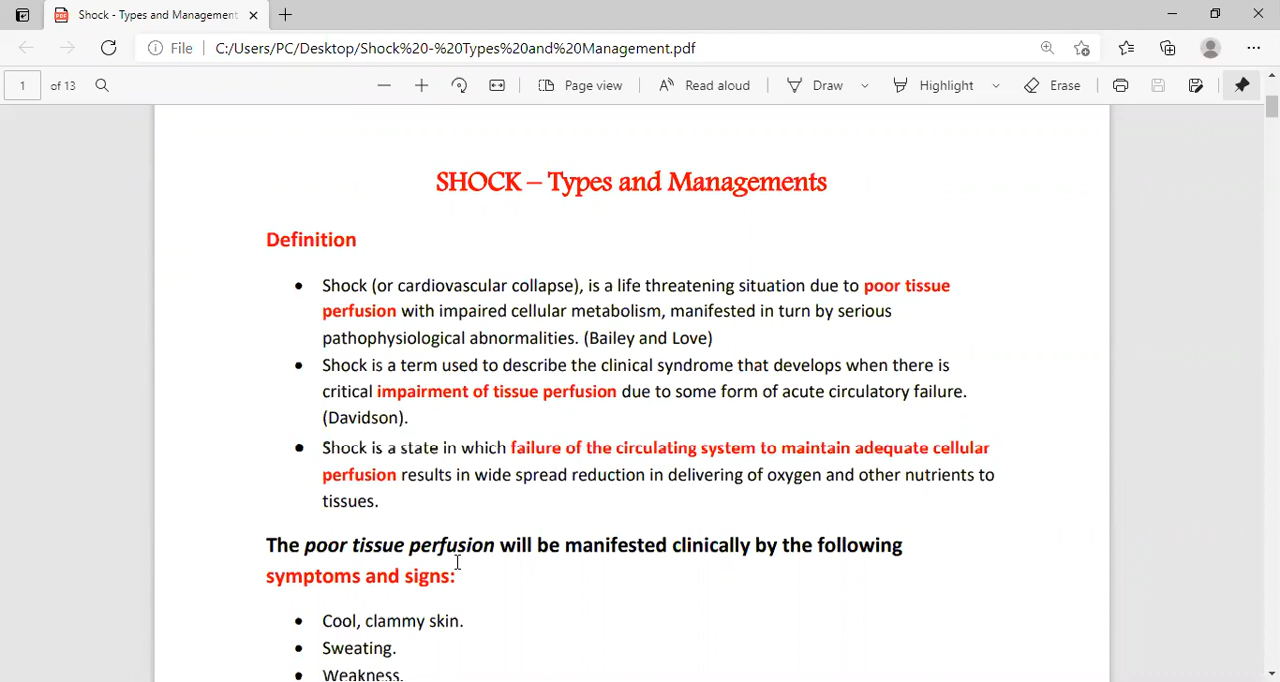 Shock - Types and Management
File C:/Users/PC/Desktop/Shock%20-%20Types%20and%20Management.pdf
1 of 13 Page view Read aloud Draw Highlight Erase
SHOCK – Types and Managements
Definition
• Shock (or cardiovascular collapse), is a life threatening situation due to poor tissue
perfusion with impaired cellular metabolism, manifested in turn by serious
pathophysiological abnormalities. (Bailey and Love)
• Shock is a term used to describe the clinical syndrome that develops when there is
critical impairment of tissue perfusion due to some form of acute circulatory failure.
(Davidson).
• Shock is a state in which failure of the circulating system to maintain adequate cellular
perfusion results in wide spread reduction in delivering of oxygen and other nutrients to
tissues.
The poor tissue perfusion will be manifested clinically by the following
symptoms and signs:
• Cool, clammy skin.
• Sweating.
• Weakness.